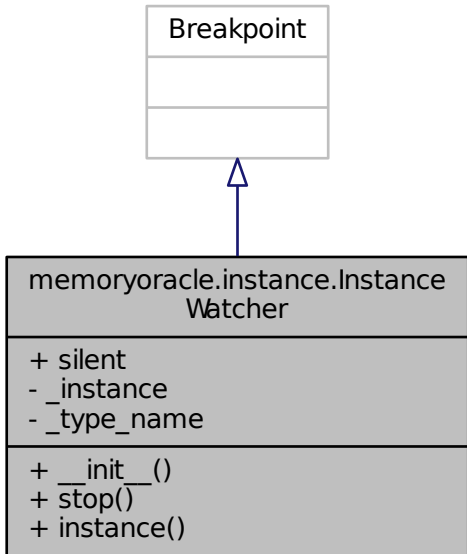 Breakpoint
memoryoracle.instance.Instance
Watcher
+ silent
- _instance
- _type_name
+ __init__()
+ stop()
+ instance()